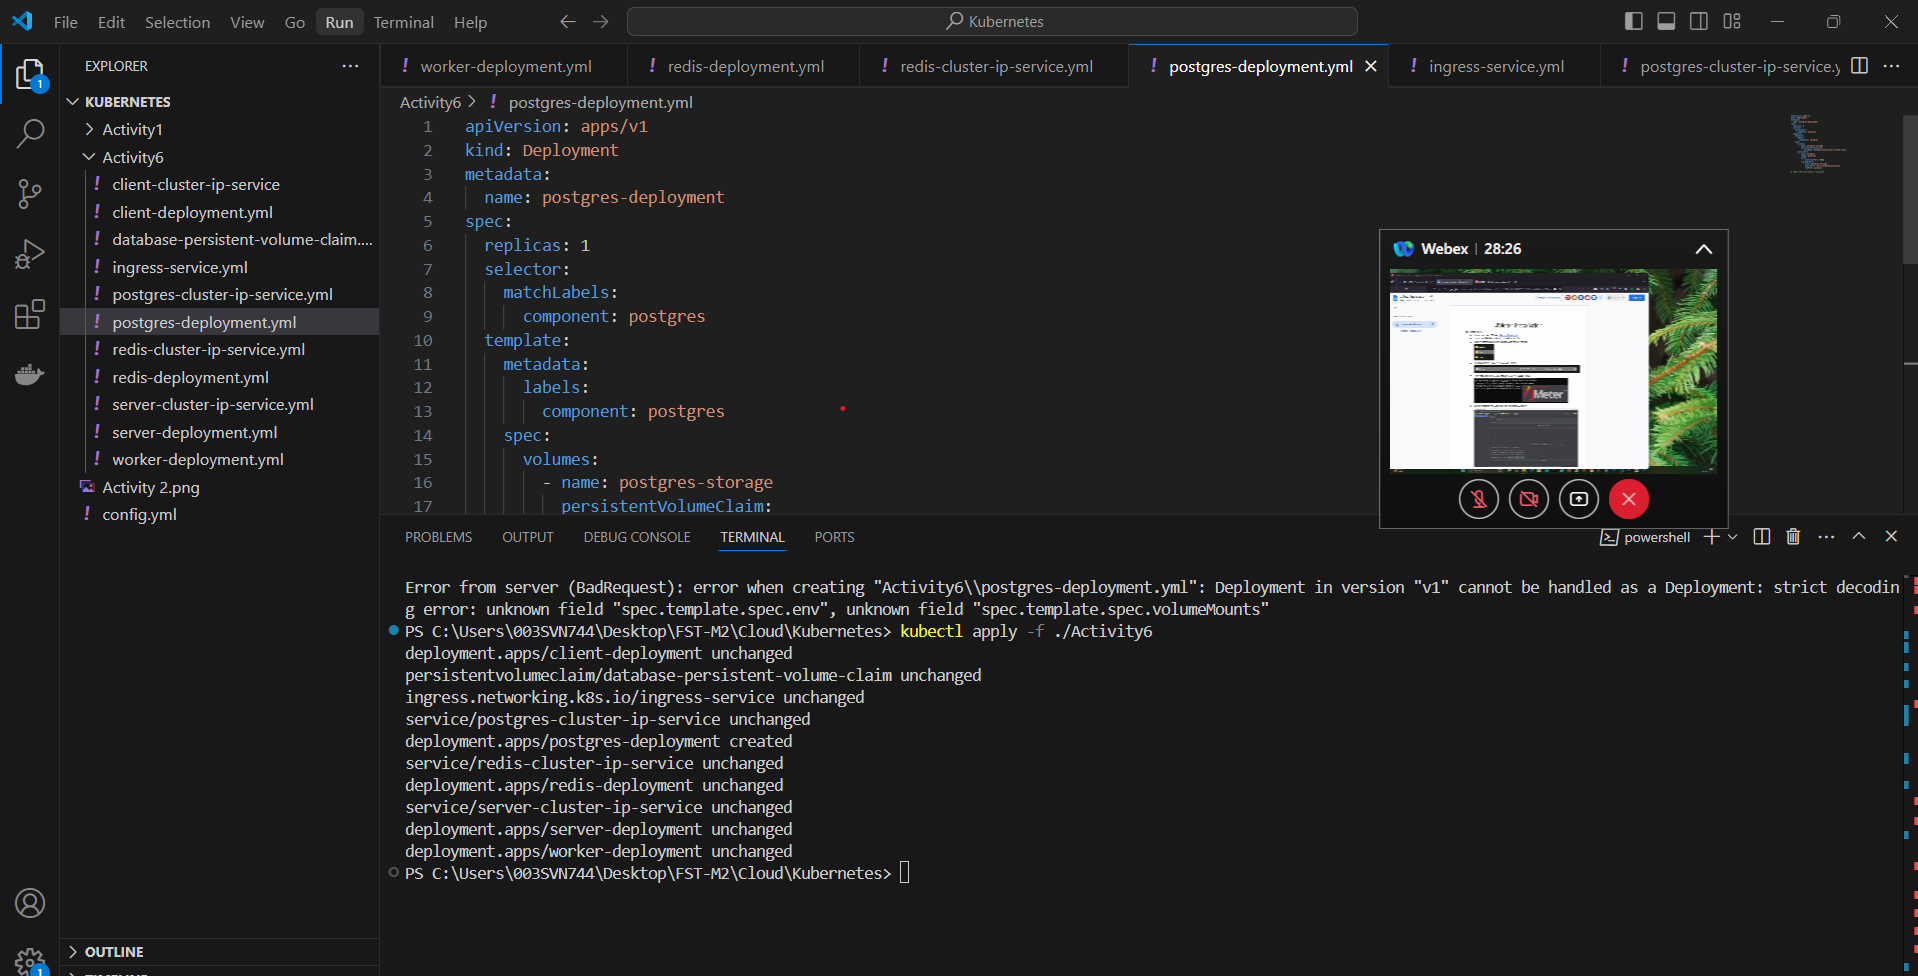 File Edit Selection View Go Run Terminal Help
Kubernetes
EXPLORER
KUBERNETES
Activity1
Activity6
client-cluster-ip-service
client-deployment.yml
database-persistent-volume-claim....
ingress-service.yml
postgres-cluster-ip-service.yml
postgres-deployment.yml
redis-cluster-ip-service.yml
redis-deployment.yml
server-cluster-ip-service.yml
server-deployment.yml
worker-deployment.yml
Activity 2.png
config.yml
OUTLINE
1
1
worker-deployment.yml redis-deployment.yml redis-cluster-ip-service.yml postgres-deployment.yml ingress-service.yml postgres-cluster-ip-service.y
Activity6 > ! postgres-deployment.yml
1 apiVersion: apps/v1
2 kind: Deployment
3 metadata:
4 name: postgres-deployment
5 spec:
6 replicas: 1
7 selector:
8 matchLabels:
9 component: postgres
10 template:
11 metadata:
12 labels:
13 component: postgres
14 spec:
15 volumes:
16 - name: postgres-storage
17 persistentVolumeClaim:
Webex | 28:26
Meter
PROBLEMS OUTPUT DEBUG CONSOLE TERMINAL PORTS
powershell
Error from server (BadRequest): error when creating "Activity6\\postgres-deployment.yml": Deployment in version "v1" cannot be handled as a Deployment: strict decodin
g error: unknown field "spec.template.spec.env", unknown field "spec.template.spec.volumeMounts"
PS C:\Users\003SVN744\Desktop\FST-M2\Cloud\Kubernetes> kubectl apply -f ./Activity6
deployment.apps/client-deployment unchanged
persistentvolumeclaim/database-persistent-volume-claim unchanged
ingress.networking.k8s.io/ingress-service unchanged
service/postgres-cluster-ip-service unchanged
deployment.apps/postgres-deployment created
service/redis-cluster-ip-service unchanged
deployment.apps/redis-deployment unchanged
service/server-cluster-ip-service unchanged
deployment.apps/server-deployment unchanged
deployment.apps/worker-deployment unchanged
PS C:\Users\003SVN744\Desktop\FST-M2\Cloud\Kubernetes>